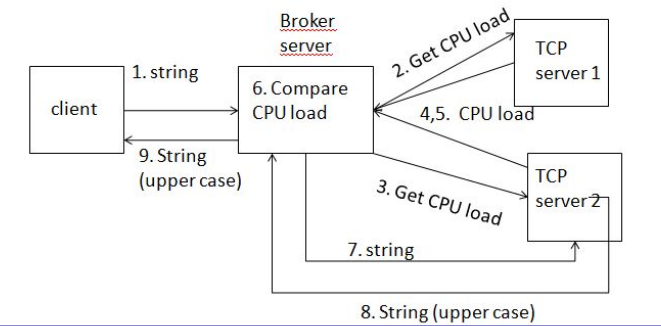 Broker
server
1. string
2. Get CPU load
TCP
server 1
client
6. Compare
CPU load
4,5. CPU load
9. String
(upper case)
3. Get CPU load
TCP
server 2
7. string
8. String (upper case)